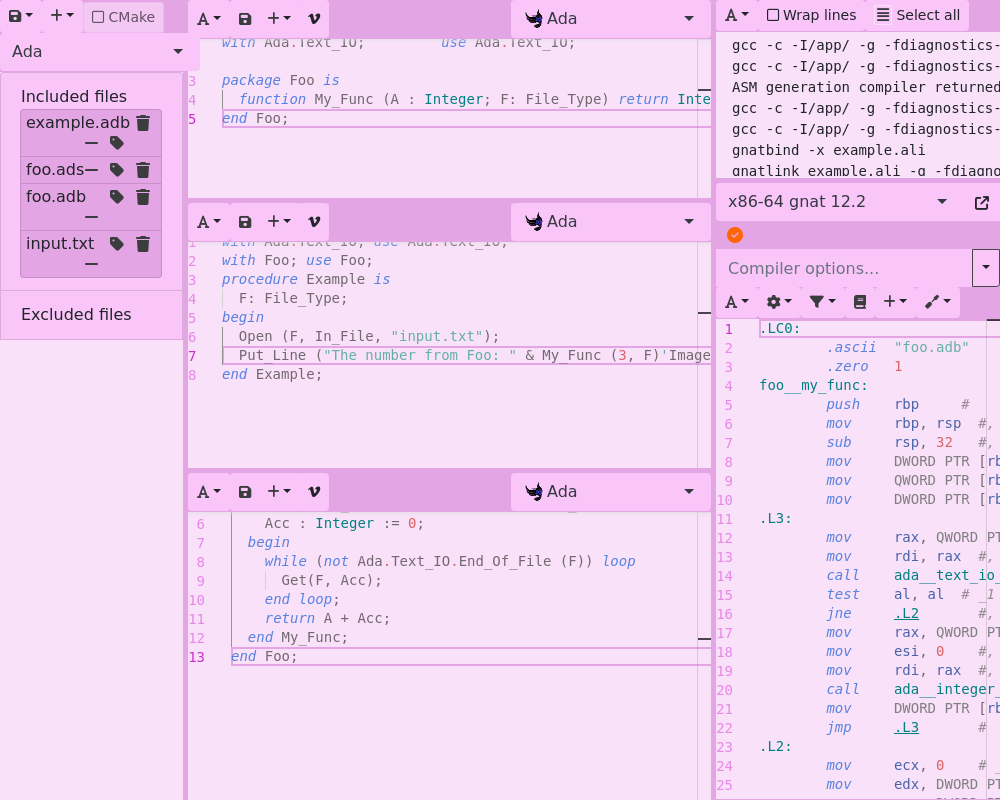 CMake
Ada
Included files
example.adb
foo.ads
foo.adb
input.txt
Excluded files
Ada
with Ada.Text_IO; use Ada.Text_IO;
3 package Foo is
4 function My_Func (A : Integer; F: File_Type) return Inte
5 end Foo;
Ada
1 with Ada.Text_IO; use Ada.Text_IO;
2 with Foo; use Foo;
3 procedure Example is
4 F: File_Type;
5 begin
6 Open (F, In_File, "input.txt");
7 Put_Line ("The number from Foo: " & My_Func (3, F)'Image
8 end Example;
Ada
6 Acc : Integer := 0;
7 begin
8 while (not Ada.Text_IO.End_Of_File (F)) loop
9 Get(F, Acc);
10 end loop;
11 return A + Acc;
12 end My_Func;
13 end Foo;
A Wrap lines Select all
gcc -c -I/app/ -g -fdiagnostics-
gcc -c -I/app/ -g -fdiagnostics-
ASM generation compiler returned
gcc -c -I/app/ -g -fdiagnostics-
gcc -c -I/app/ -g -fdiagnostics-
gnatbind -x example.ali
gnatlink example.ali -g -fdiagno
x86-64 gnat 12.2
Compiler options...
1 .LC0:
2 .ascii "foo.adb"
3 .zero 1
4 foo__my_func:
5 push rbp #
6 mov rbp, rsp #,
7 sub rsp, 32 #,
8 mov DWORD PTR [rb
9 mov QWORD PTR [rb
10 mov DWORD PTR [rb
11 .L3:
12 mov rax, QWORD PT
13 mov rdi, rax #,
14 call ada__text_io_
15 test al, al # _1
16 jne .L2 #,
17 mov rax, QWORD PT
18 mov esi, 0 #,
19 mov rdi, rax #,
20 call ada__integer_
21 mov DWORD PTR [rb
22 jmp .L3 #
23 .L2:
24 mov ecx, 0 # _
25 mov edx, DWORD PT